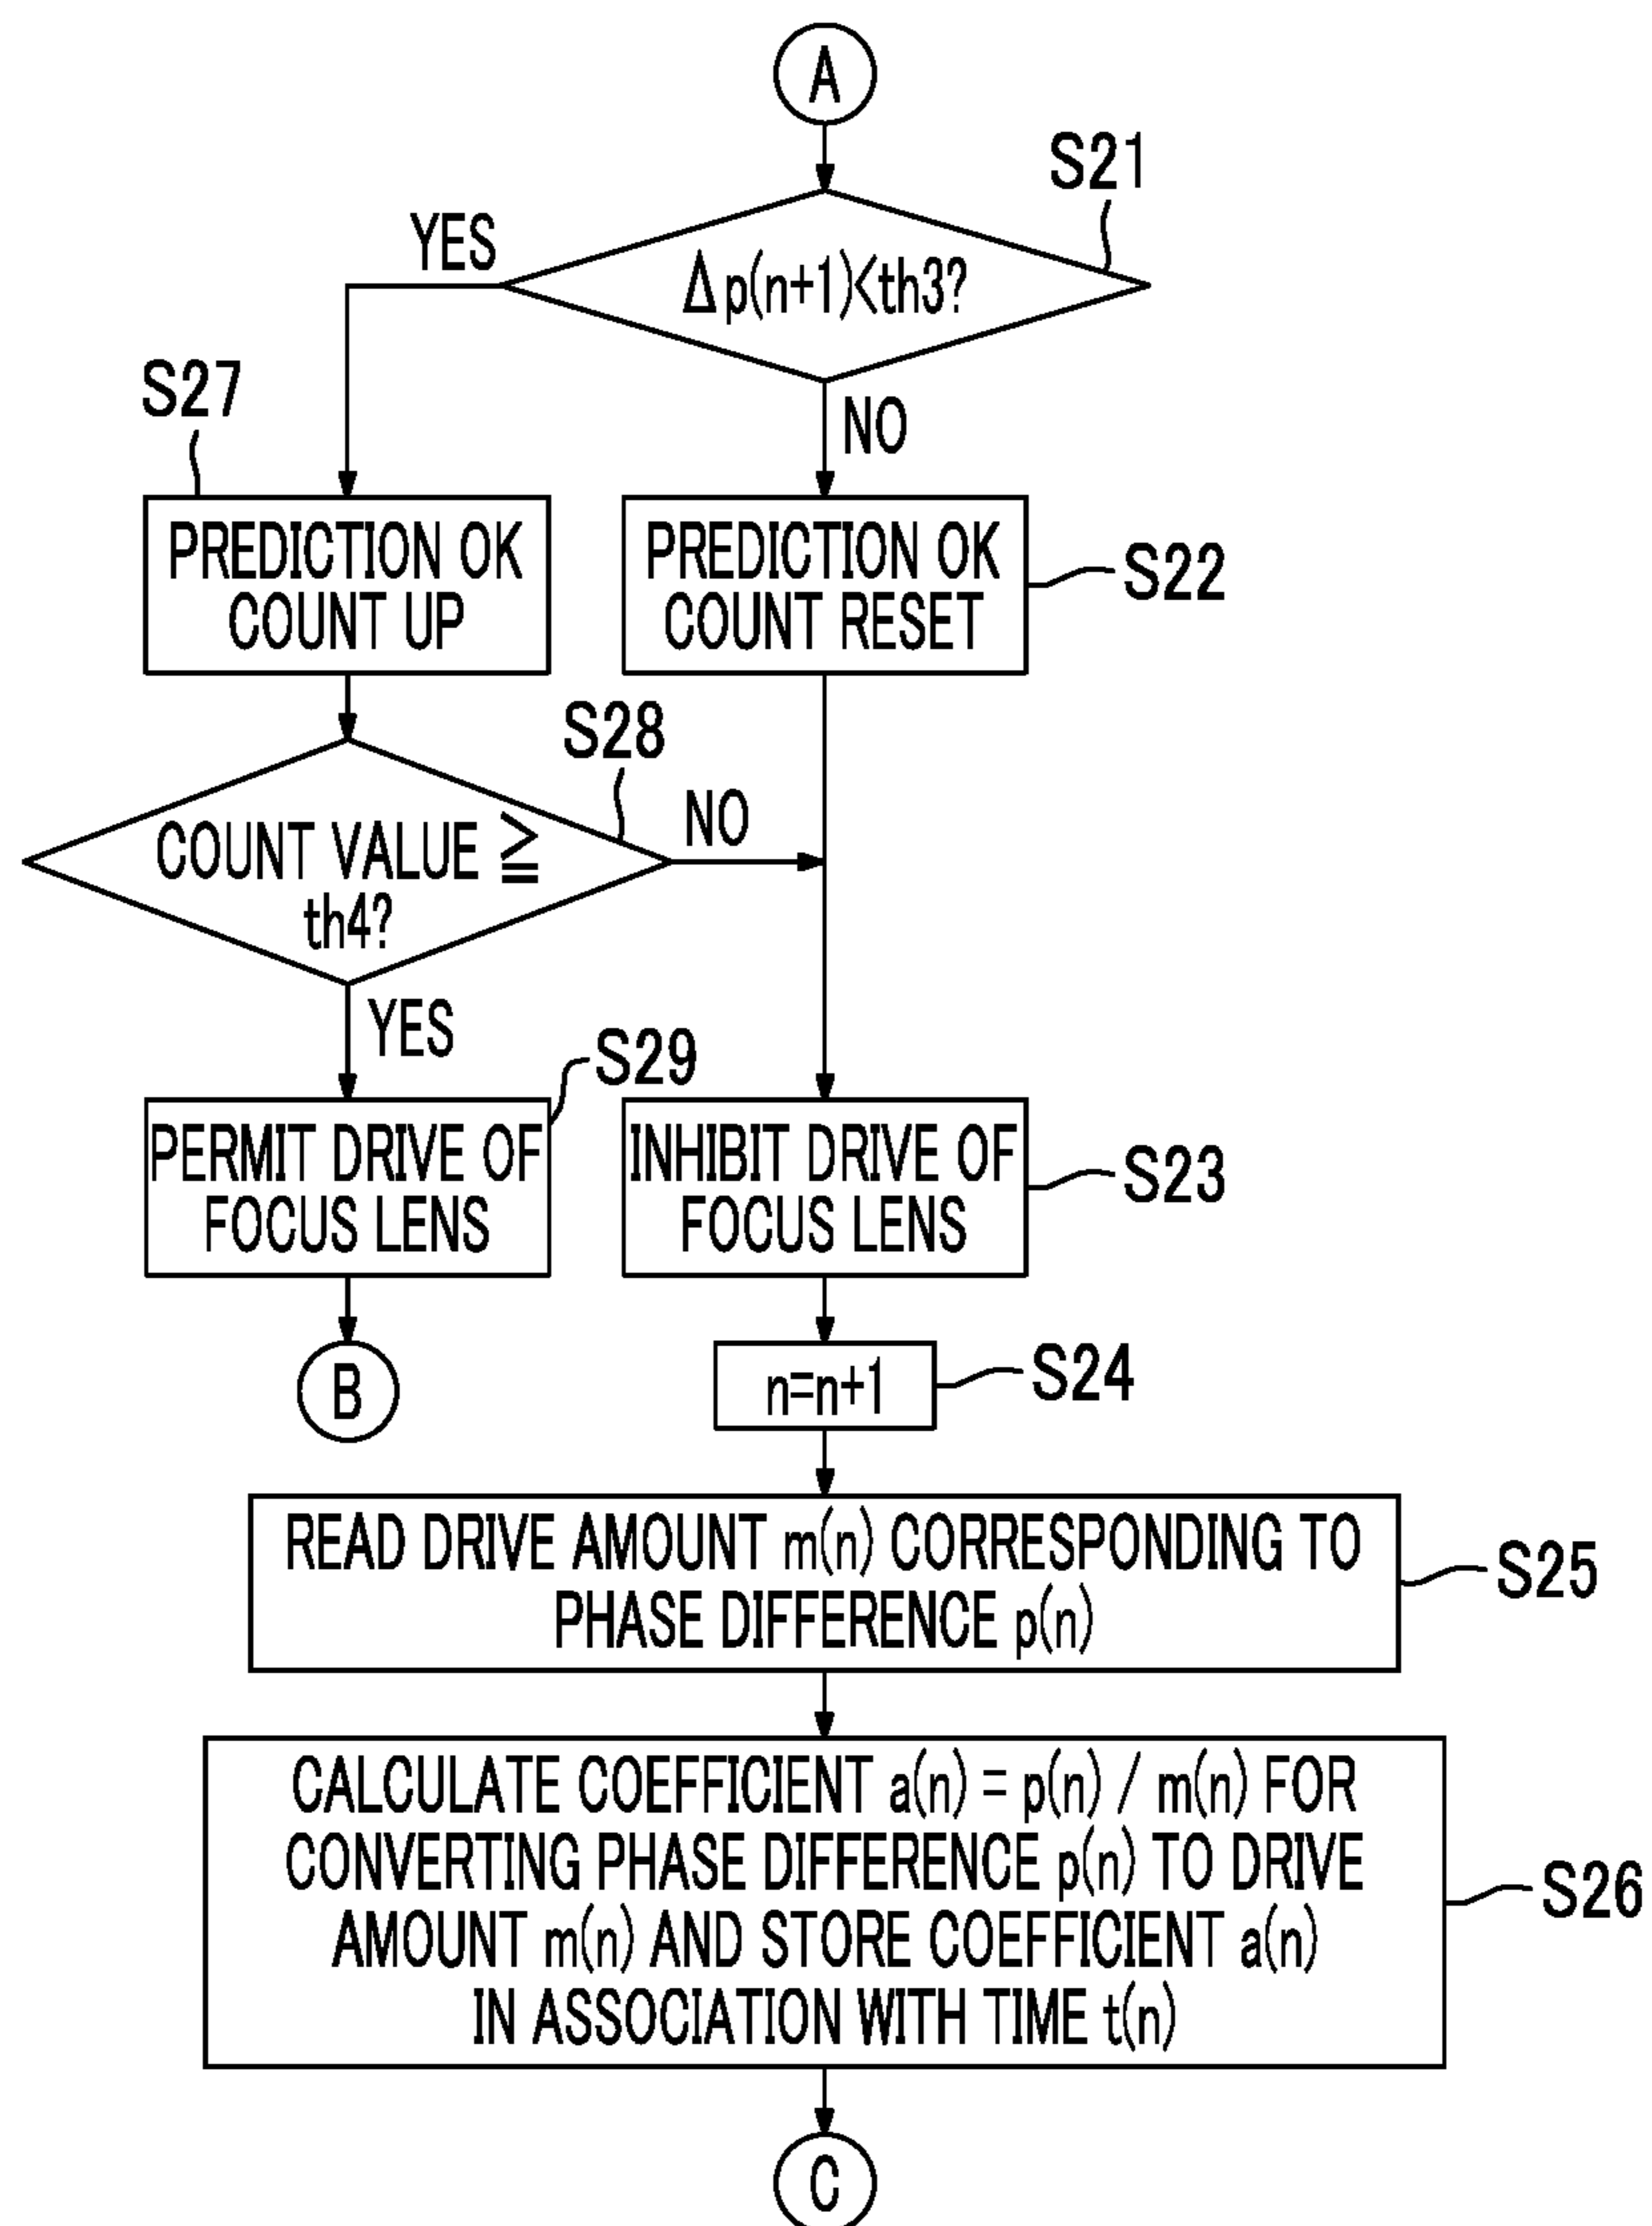 A
S21
YES
Δp(n+1)<th3?
S27
NO
PREDICTION OK
COUNT UP
PREDICTION OK
COUNT RESET
S22
S28
NO
COUNT VALUE ≧
th4?
YES
S29
PERMIT DRIVE OF
FOCUS LENS
INHIBIT DRIVE OF
FOCUS LENS
S23
B
n=n+1
S24
READ DRIVE AMOUNT m(n) CORRESPONDING TO
PHASE DIFFERENCE p(n)
S25
CALCULATE COEFFICIENT a(n) = p(n) / m(n) FOR
CONVERTING PHASE DIFFERENCE p(n) TO DRIVE
AMOUNT m(n) AND STORE COEFFICIENT a(n)
IN ASSOCIATION WITH TIME t(n)
S26
C